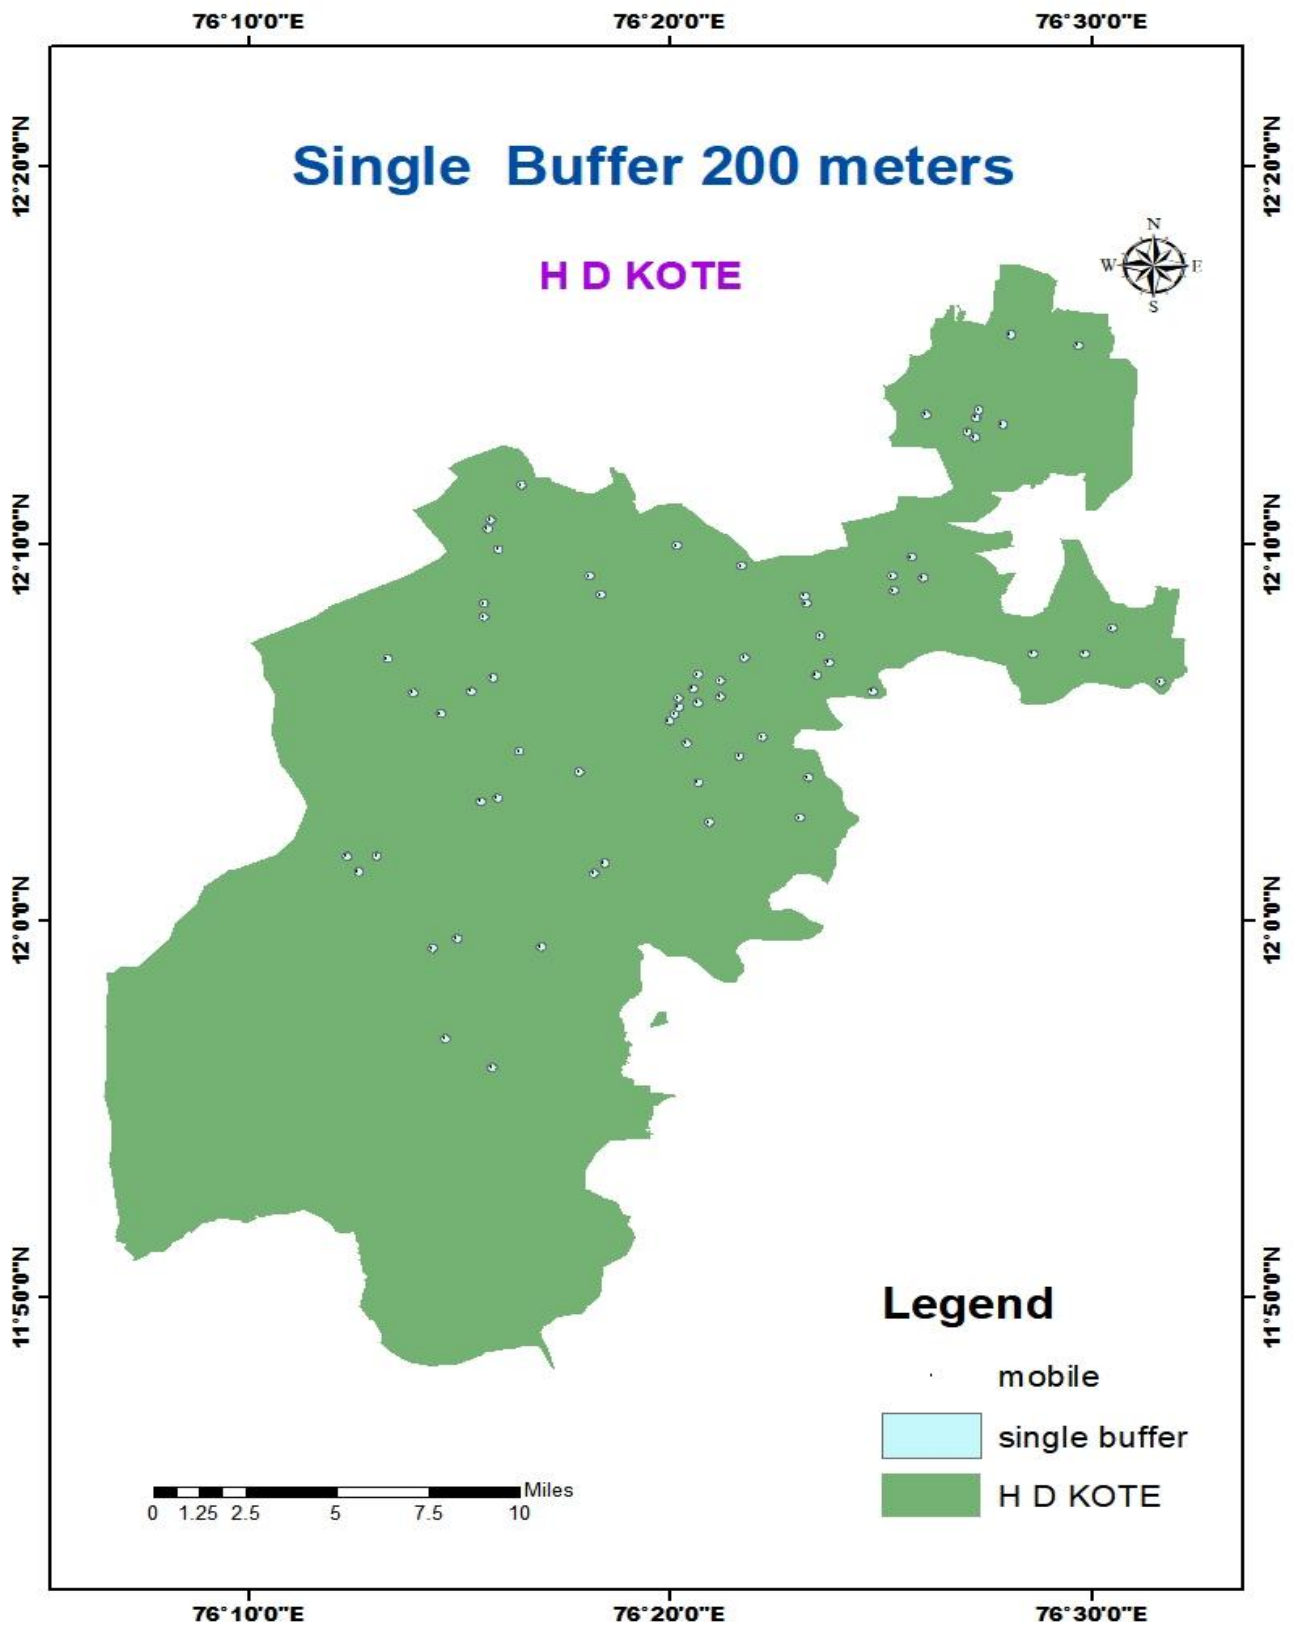 76°10'0"E 76°20'0"E 76°30'0"E
12°20'0"N 12°20'0"N
Single Buffer 200 meters
N
W E
S
H D KOTE
12°10'0"N 12°10'0"N
12°0'0"N 12°0'0"N
11°50'0"N 11°50'0"N
Legend
mobile
single buffer
H D KOTE
Miles
0 1.25 2.5 5 7.5 10
76°10'0"E 76°20'0"E 76°30'0"E